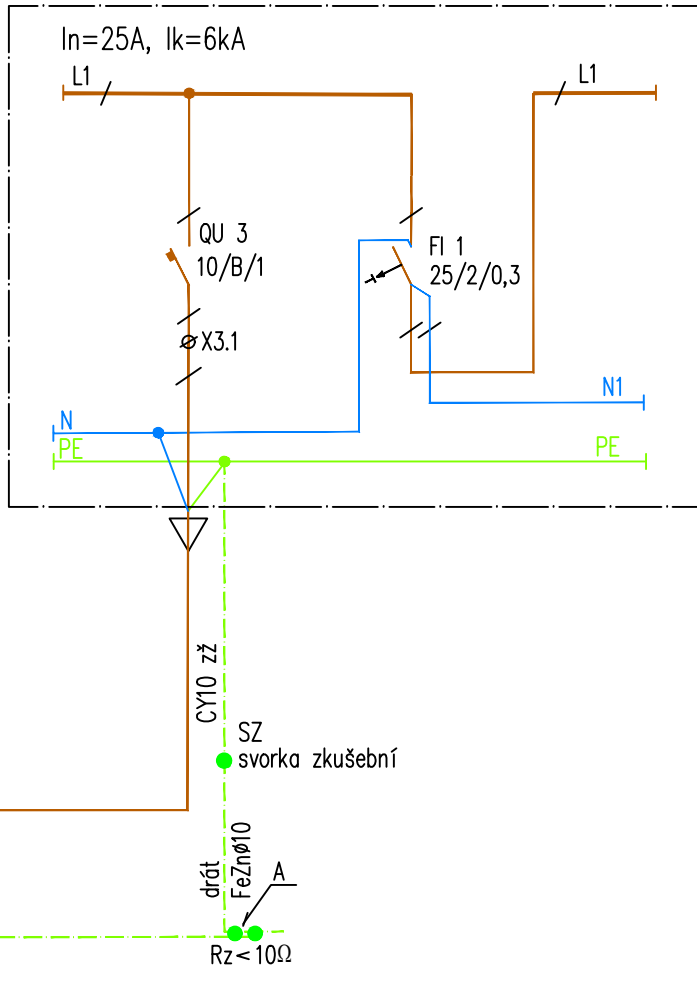 In=25A, Ik=6kA
L1
L1
QU 3
10/B/1
FI 1
25/2/0,3
X3.1
N1
N
PE
PE
CY10 zž
SZ
svorka zkušební
drát
FeZnø10
A
Rz<10Ω